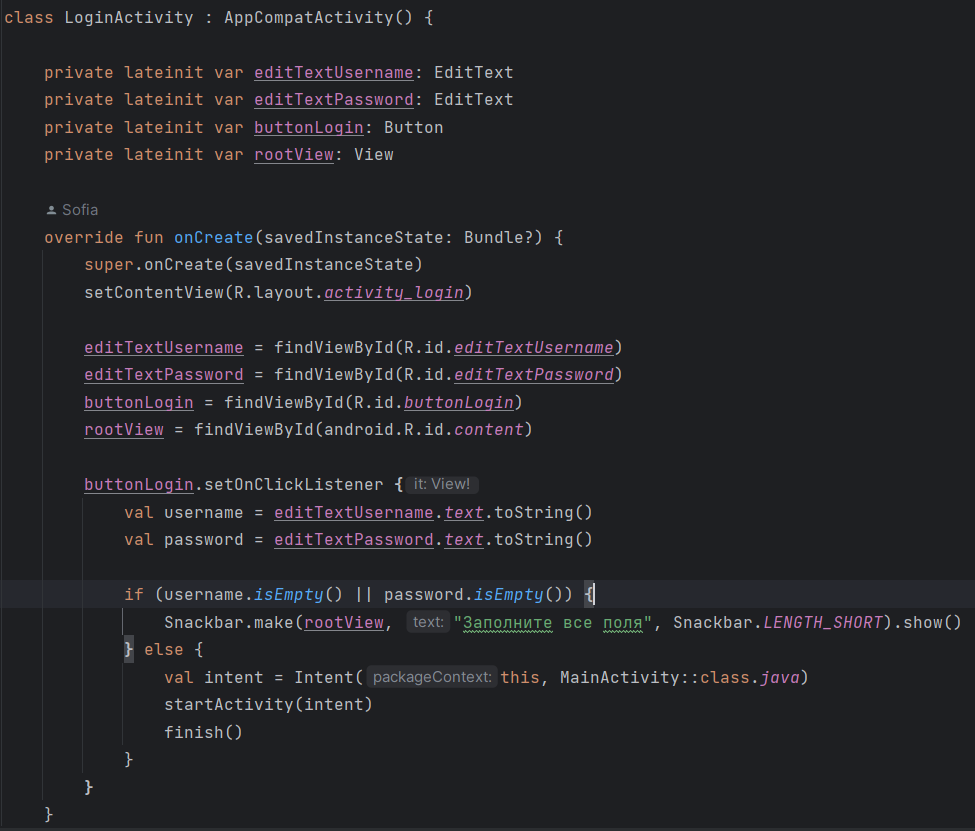 class LoginActivity : AppCompatActivity() {
private lateinit var editTextUsername: EditText
private lateinit var editTextPassword: EditText
private lateinit var buttonLogin: Button
private lateinit var rootView: View
Sofia
override fun onCreate(savedInstanceState: Bundle?) {
super.onCreate(savedInstanceState)
setContentView(R.layout.activity_login)
editTextUsername = findViewById(R.id.editTextUsername)
editTextPassword = findViewById(R.id.editTextPassword)
buttonLogin = findViewById(R.id.buttonLogin)
rootView = findViewById(android.R.id.content)
buttonLogin.setOnClickListener { it: View!
val username = editTextUsername.text.toString()
val password = editTextPassword.text.toString()
if (username.isEmpty() || password.isEmpty()) {
Snackbar.make(rootView, text: "Заполните все поля", Snackbar.LENGTH_SHORT).show()
} else {
val intent = Intent( packageContext: this, MainActivity::class.java)
startActivity(intent)
finish()
}
}
}